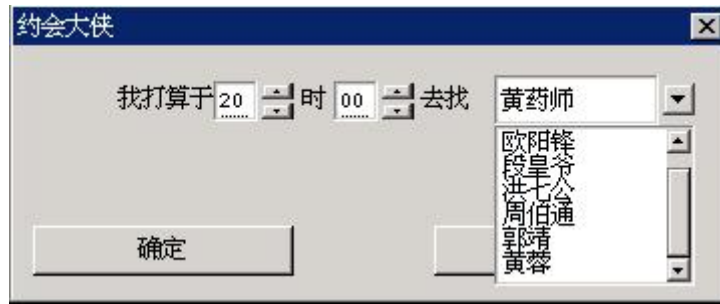 约会大侠
我打算于 20 时 00 去找 黄药师
欧阳锋
段皇爷
洪七公
周伯通
郭靖
黄蓉
确定